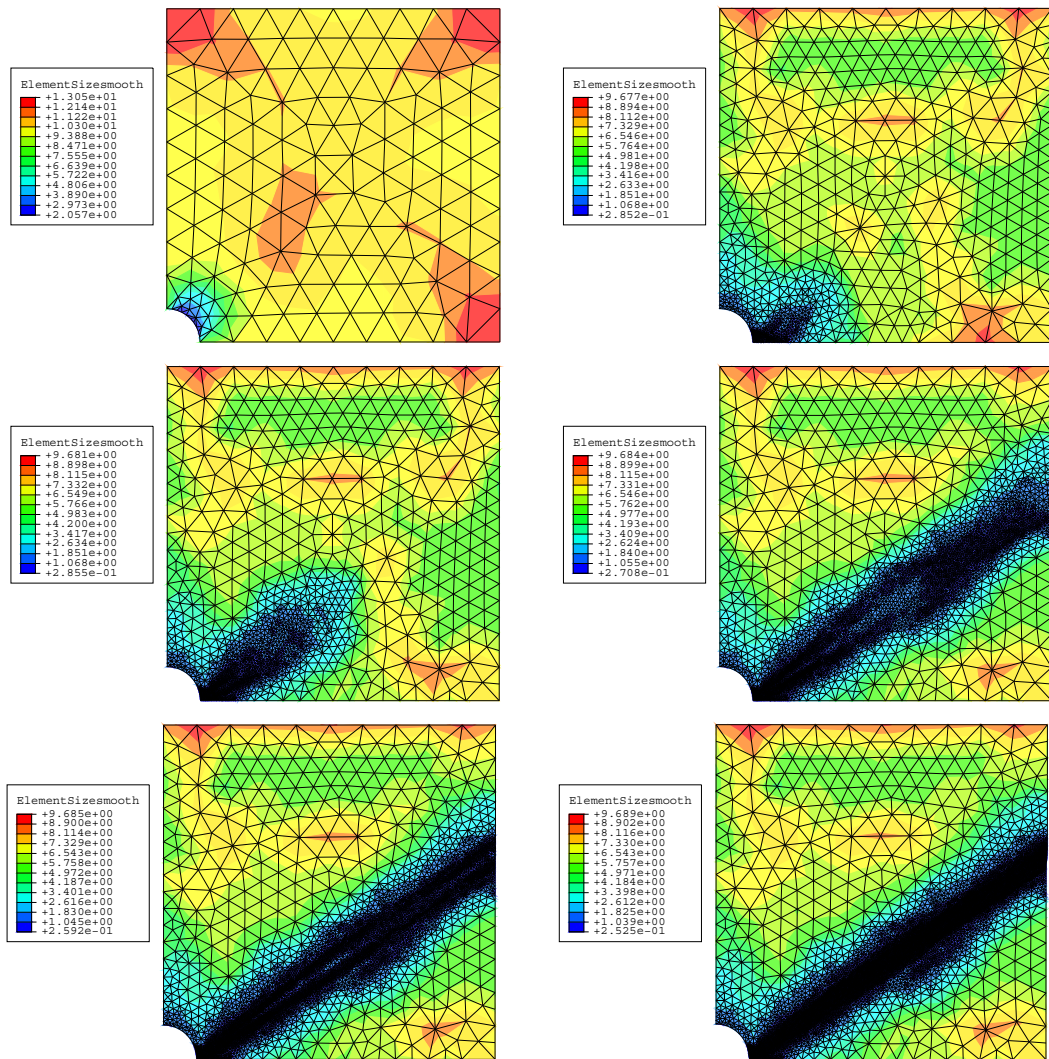 ElementSizesmooth
+1.305e+01
+1.214e+01
+1.122e+01
+1.030e+01
+9.388e+00
+8.471e+00
+7.555e+00
+6.639e+00
+5.722e+00
+4.806e+00
+3.890e+00
+2.973e+00
+2.057e+00
ElementSizesmooth
+9.677e+00
+8.894e+00
+8.112e+00
+7.329e+00
+6.546e+00
+5.764e+00
+4.981e+00
+4.198e+00
+3.416e+00
+2.633e+00
+1.851e+00
+1.068e+00
+2.852e-01
ElementSizesmooth
+9.681e+00
+8.898e+00
+8.115e+00
+7.332e+00
+6.549e+00
+5.766e+00
+4.983e+00
+4.200e+00
+3.417e+00
+2.634e+00
+1.851e+00
+1.068e+00
+2.855e-01
ElementSizesmooth
+9.684e+00
+8.899e+00
+8.115e+00
+7.331e+00
+6.546e+00
+5.762e+00
+4.977e+00
+4.193e+00
+3.409e+00
+2.624e+00
+1.840e+00
+1.055e+00
+2.708e-01
ElementSizesmooth
+9.685e+00
+8.900e+00
+8.114e+00
+7.329e+00
+6.543e+00
+5.758e+00
+4.972e+00
+4.187e+00
+3.401e+00
+2.616e+00
+1.830e+00
+1.045e+00
+2.592e-01
ElementSizesmooth
+9.689e+00
+8.902e+00
+8.116e+00
+7.330e+00
+6.543e+00
+5.757e+00
+4.971e+00
+4.184e+00
+3.398e+00
+2.612e+00
+1.825e+00
+1.039e+00
+2.525e-01